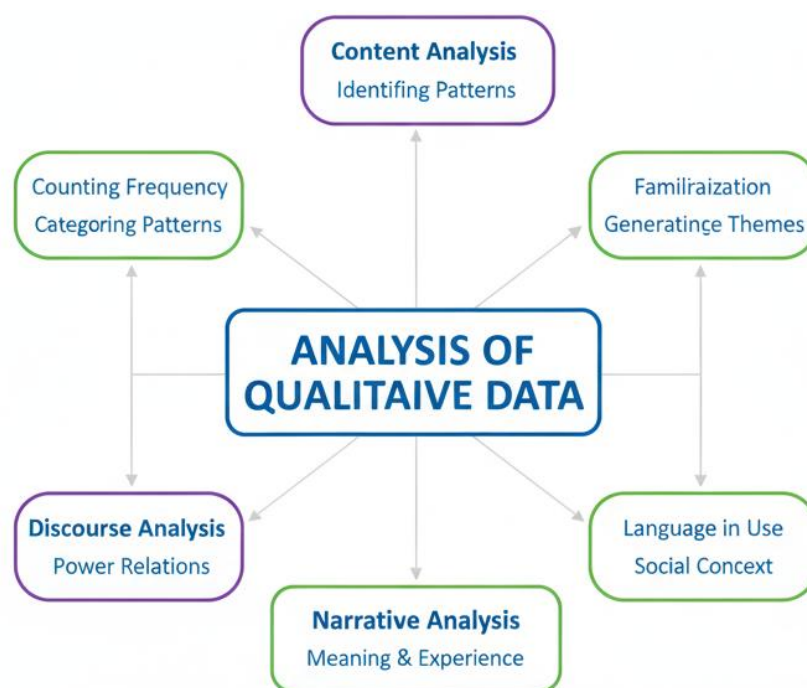 Content Analysis
Identifing Patterns
Counting Frequency
Categoring Patterns
Familraization
Generatinçe Themes
ANALYSIS OF
QUALITAIVE DATA
Discourse Analysis
Power Relations
Language in Use
Social Concext
Narrative Analysis
Meaning & Experience